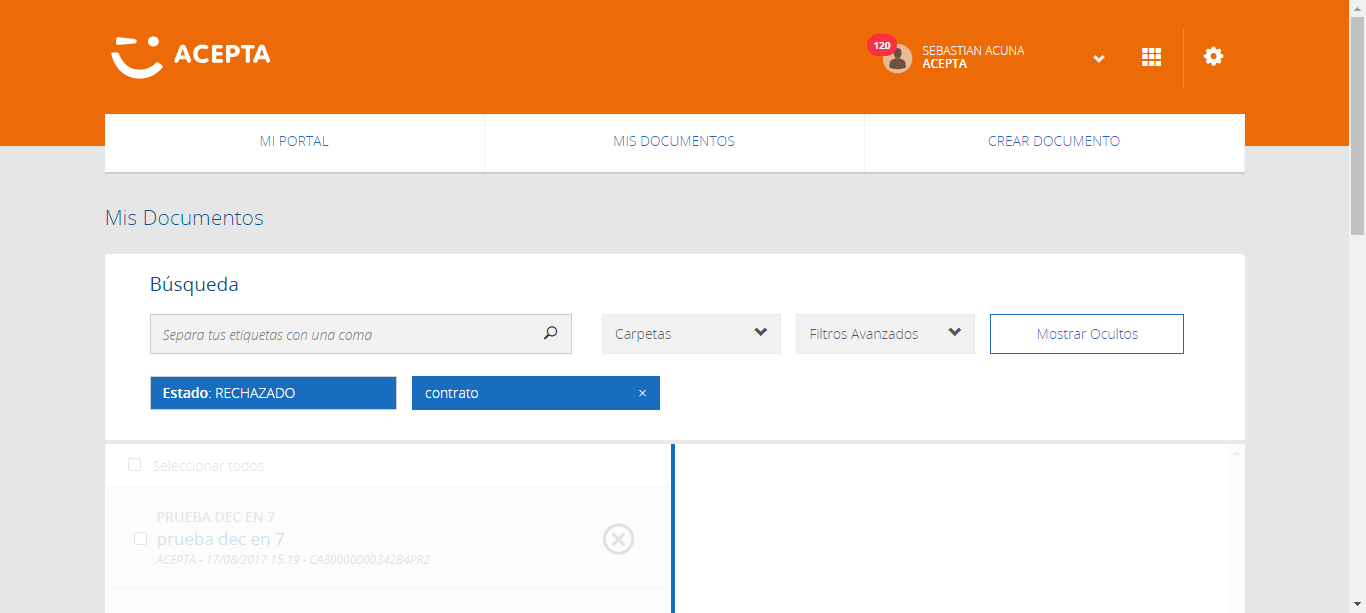 ACEPTA
120
SEBASTIAN ACUNA
ACEPTA
MI PORTAL
MIS DOCUMENTOS
CREAR DOCUMENTO
Mis Documentos
Búsqueda
Separa tus etiquetas con una coma
Carpetas
Filtros Avanzados
Mostrar Ocultos
Estado: RECHAZADO
contrato ×
Seleccionar todos
PRUEBA DEC EN 7
prueba dec en 7
ACEPTA - 17/08/2017 15:19 - CA80000000342B4PR2